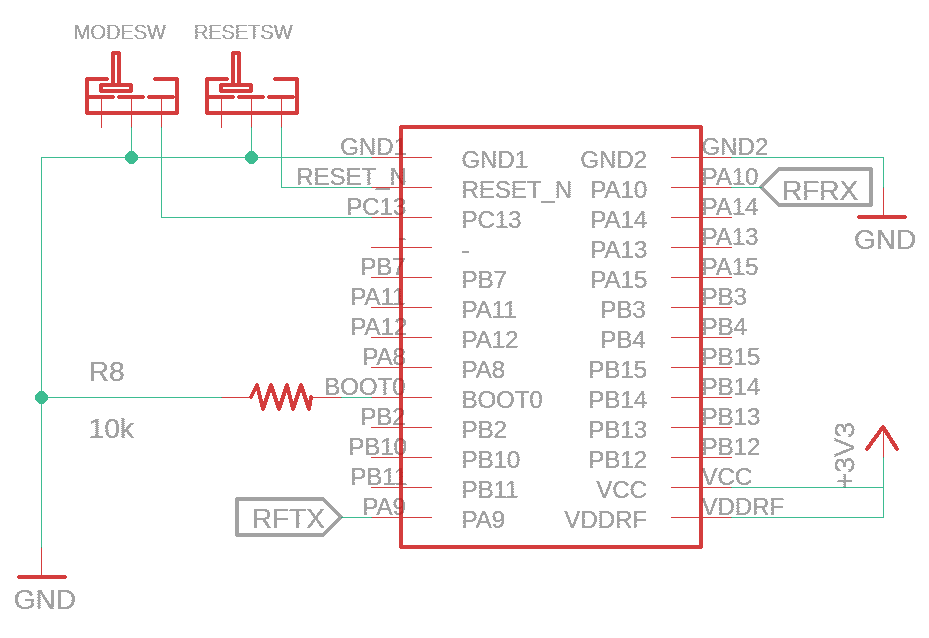 MODESW RESETSW
GND1 GND1 GND2 GND2
RESET_N RESET_N PA10 PA10 RFRX
PC13 PC13 PA14 PA14
- - PA13 PA13
GND
PB7 PB7 PA15 PA15
PA11 PA11 PB3 PB3
PA12 PA12 PB4 PB4
PA8 PA8 PB15 PB15
R8
BOOT0 BOOT0 PB14 PB14
10k
PB2 PB2 PB13 PB13
PB10 PB10 PB12 PB12
+3V3
PB11 PB11 VCC VCC
RFTX PA9 PA9 VDDRF VDDRF
GND